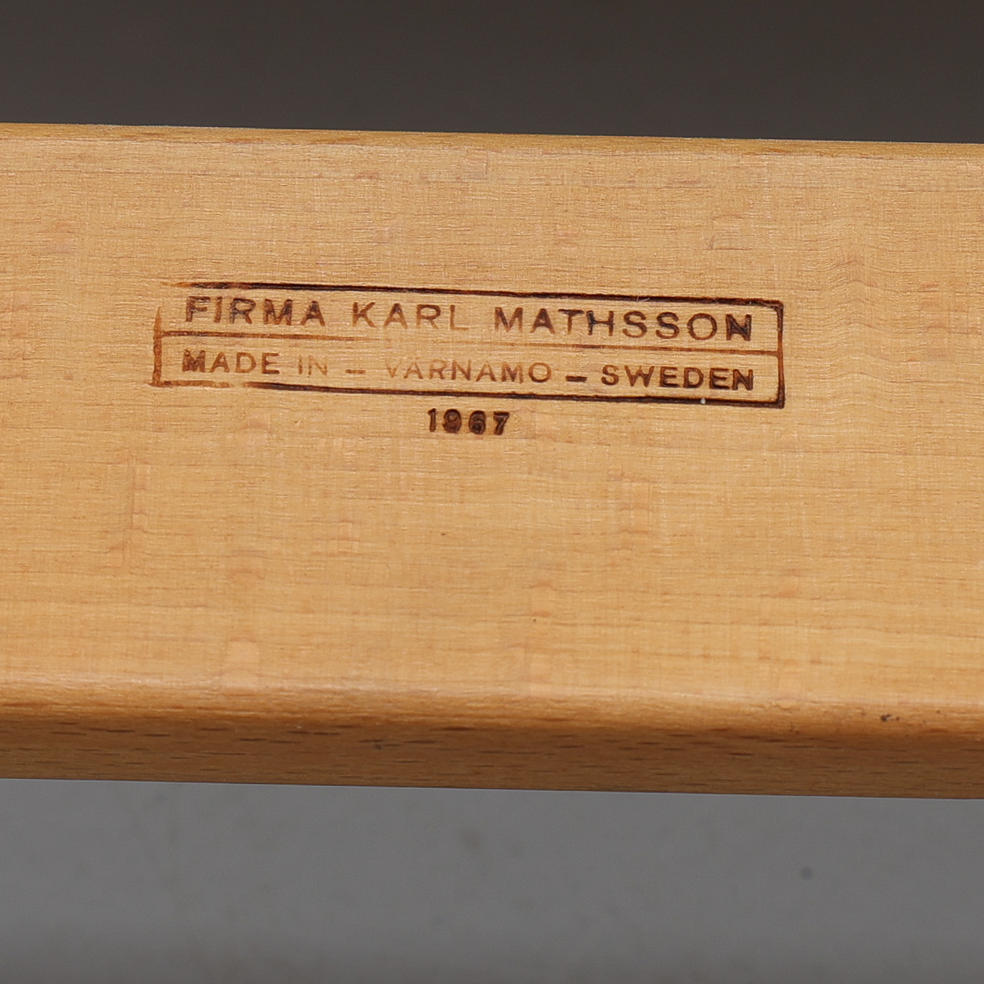 FIRMA KARL MATHSSON
MADE IN – VÄRNAMO – SWEDEN
1967